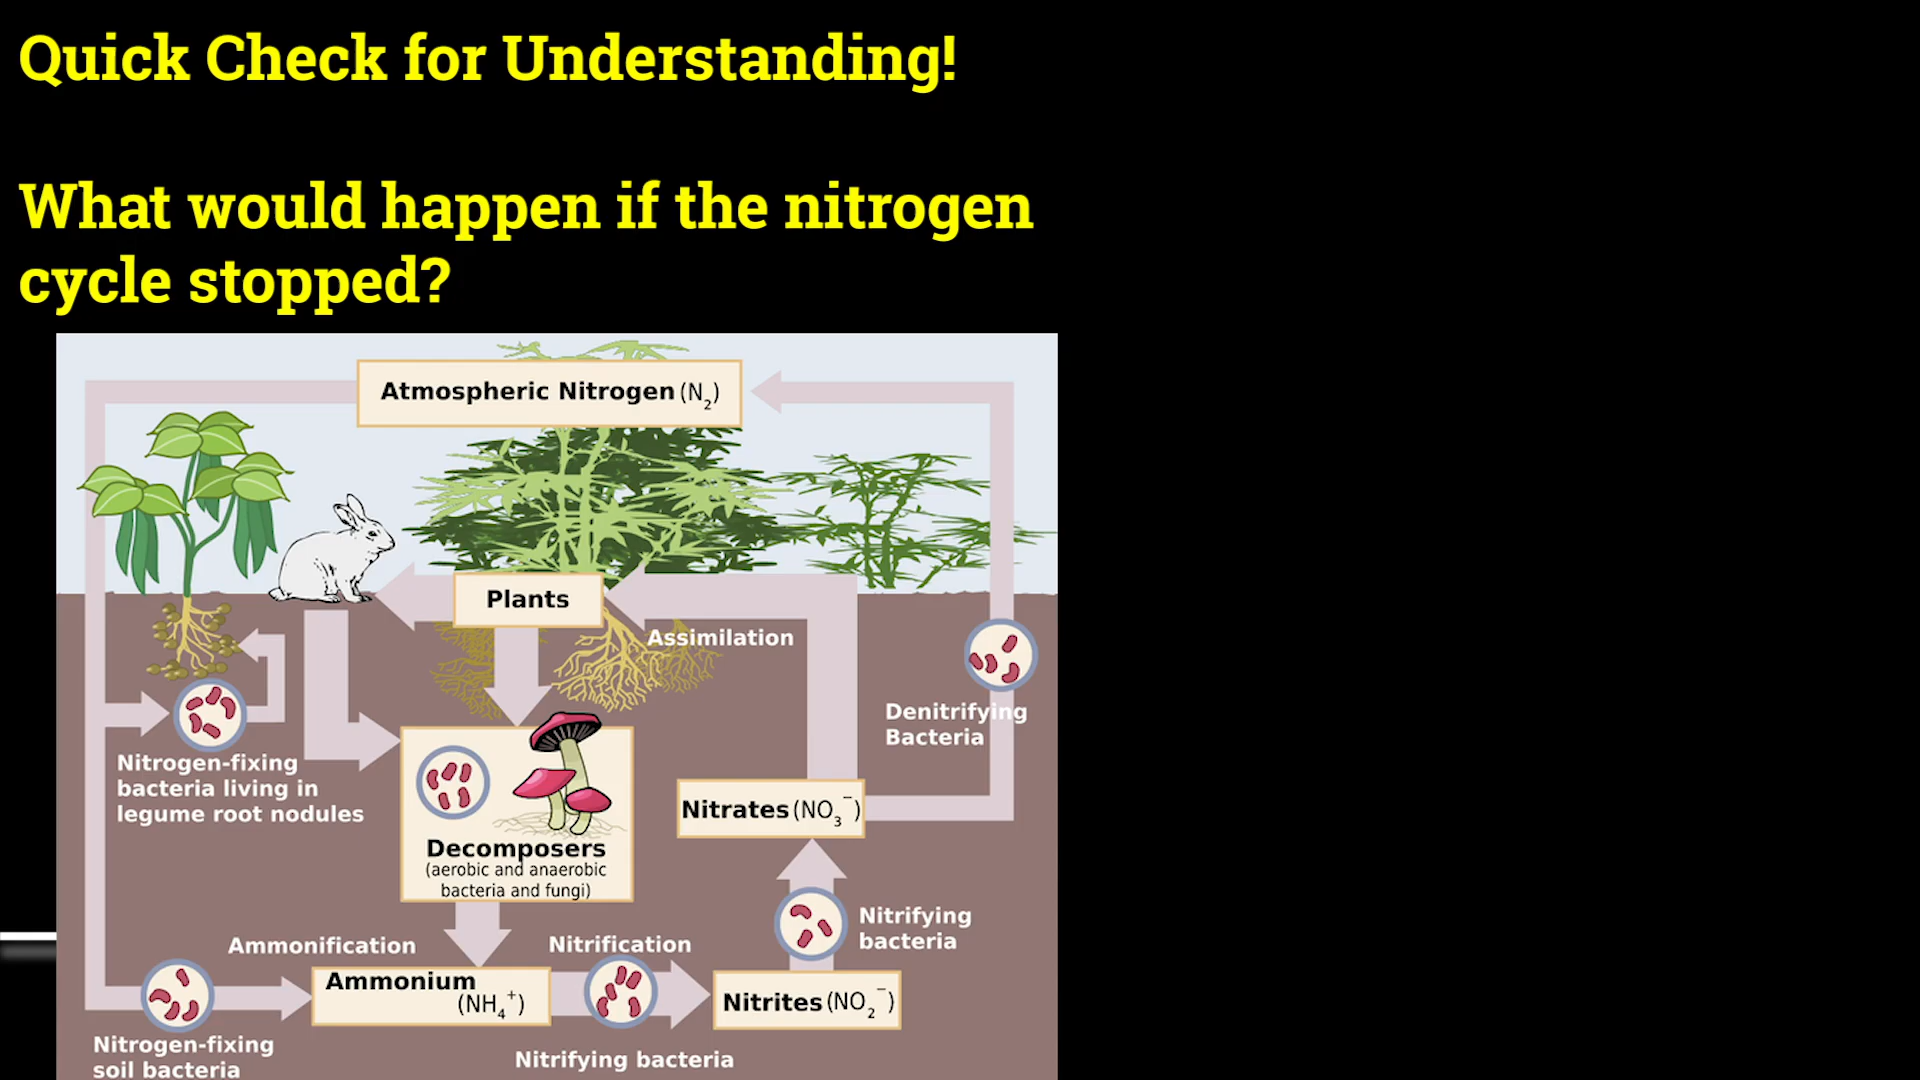 Quick Check for Understanding!
What would happen if the nitrogen
cycle stopped?
Atmospheric Nitrogen (N₂)
Plants
Assimilation
Denitrifying
Bacteria
Nitrogen-fixing
bacteria living in
legume root nodules
Nitrates (NO₃⁻)
Decomposers
(aerobic and anaerobic
bacteria and fungi)
Nitrifying
bacteria
Ammonification
Nitrification
Ammonium
(NH₄⁺)
Nitrites (NO₂⁻)
Nitrogen-fixing
soil bacteria
Nitrifying bacteria